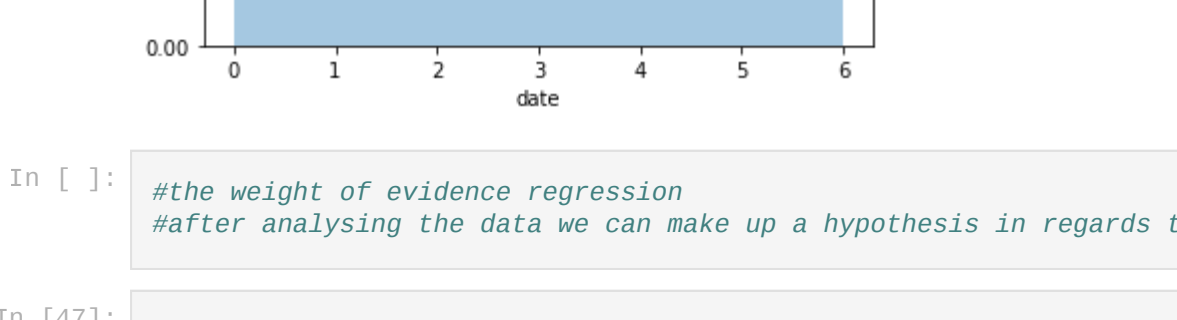 0.00
0 1 2 3 4 5 6
date
In [ ]:
#the weight of evidence regression
#after analysing the data we can make up a hypothesis in regards
In [47]: